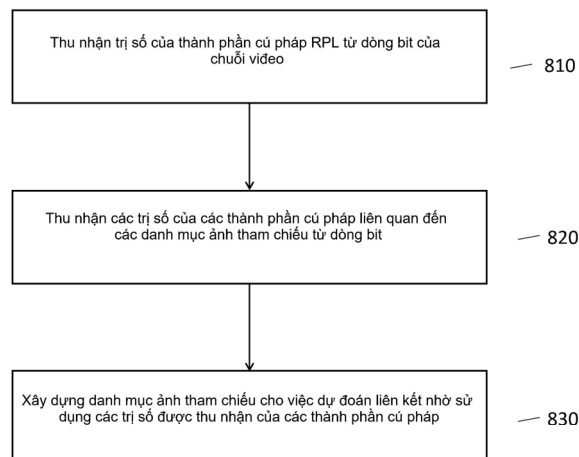 Thu nhận trị số của thành phần cú pháp RPL từ dòng bit của
chuỗi viđeo
810
Thu nhận các trị số của các thành phần cú pháp liên quan đến
các danh mục ảnh tham chiếu từ dòng bit
820
Xây dựng danh mục ảnh tham chiếu cho việc dự đoán liên kết nhờ sử
dụng các trị số được thu nhận của các thành phần cú pháp
830